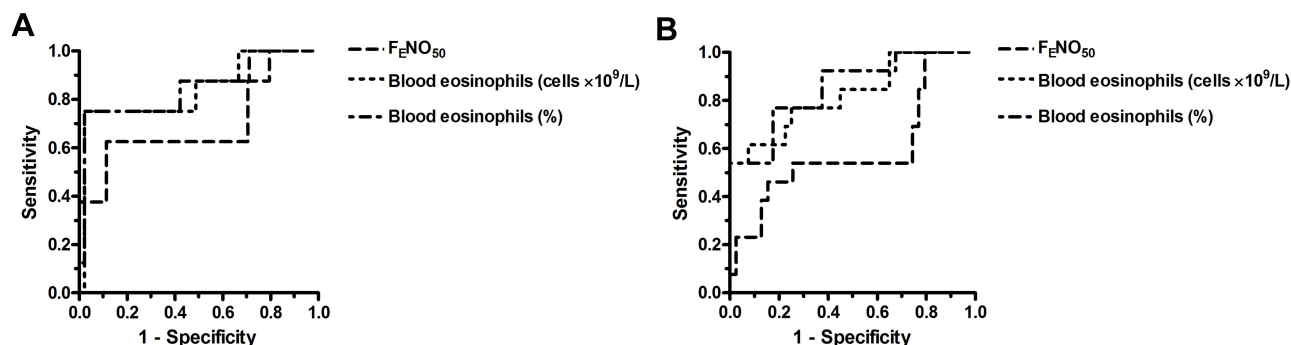 A
Sensitivity
1.0
0.8
0.6
0.4
0.2
0.0
0.0 0.2 0.4 0.6 0.8 1.0
1 - Specificity
FENO50
Blood eosinophils (cells ×10⁹/L)
Blood eosinophils (%)
B
Sensitivity
1.0
0.8
0.6
0.4
0.2
0.0
0.0 0.2 0.4 0.6 0.8 1.0
1 - Specificity
FENO50
Blood eosinophils (cells ×10⁹/L)
Blood eosinophils (%)